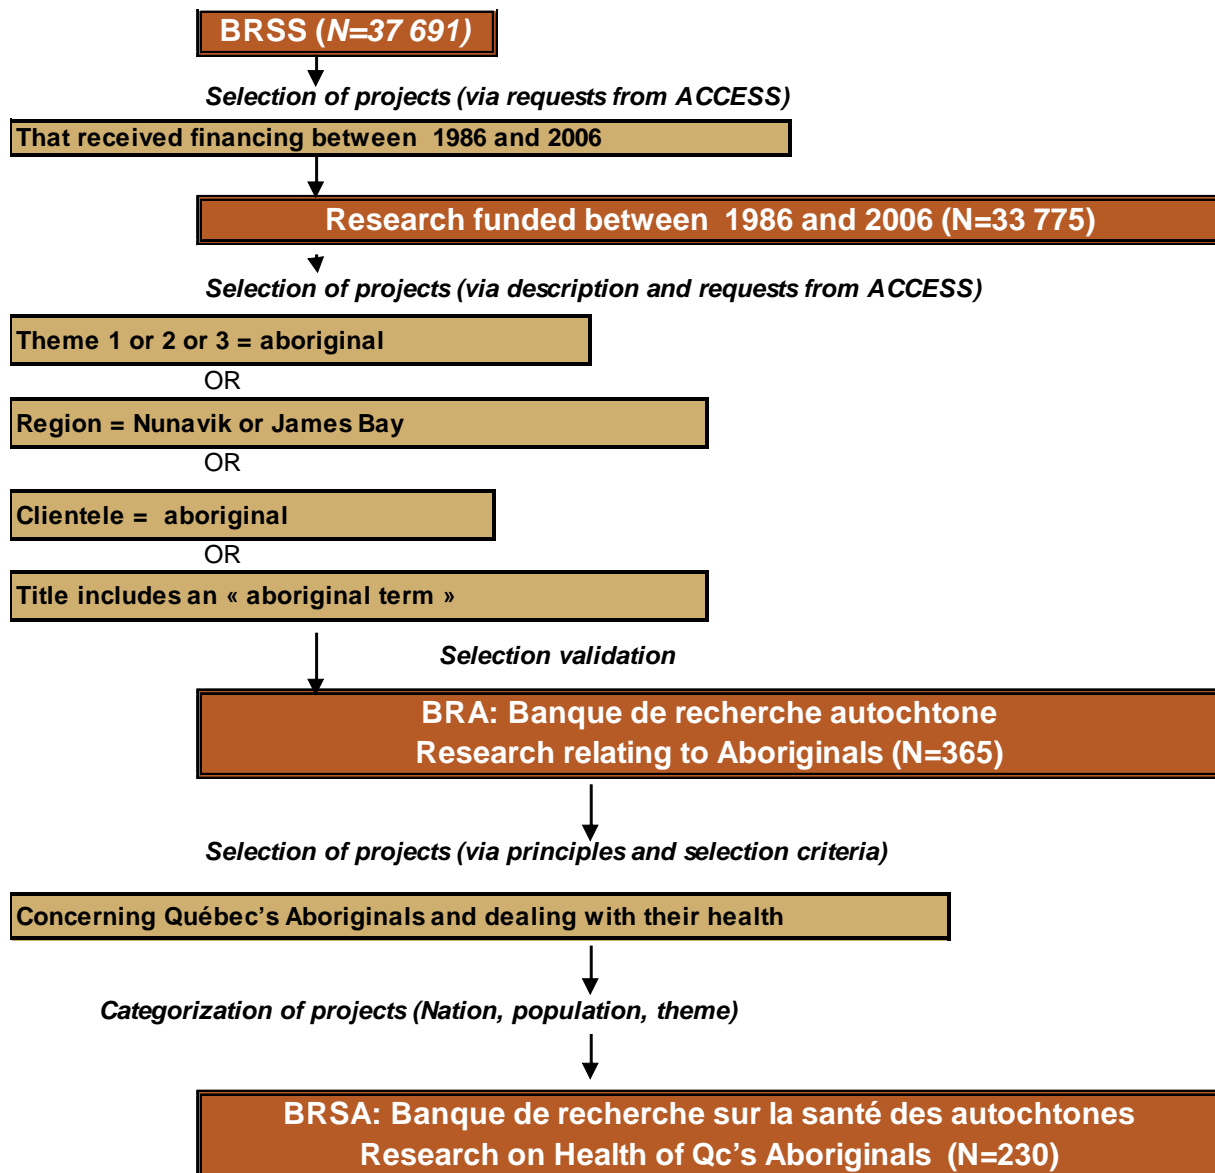 BRSS (N=37 691)
Selection of projects (via requests from ACCESS)
That received financing between 1986 and 2006
Research funded between 1986 and 2006 (N=33 775)
Selection of projects (via description and requests from ACCESS)
Theme 1 or 2 or 3 = aboriginal
OR
Region = Nunavik or James Bay
OR
Clientele = aboriginal
OR
Title includes an « aboriginal term »
Selection validation
BRA: Banque de recherche autochtone
Research relating to Aboriginals (N=365)
Selection of projects (via principles and selection criteria)
Concerning Québec's Aboriginals and dealing with their health
Categorization of projects (Nation, population, theme)
BRSA: Banque de recherche sur la santé des autochtones
Research on Health of Qc's Aboriginals (N=230)